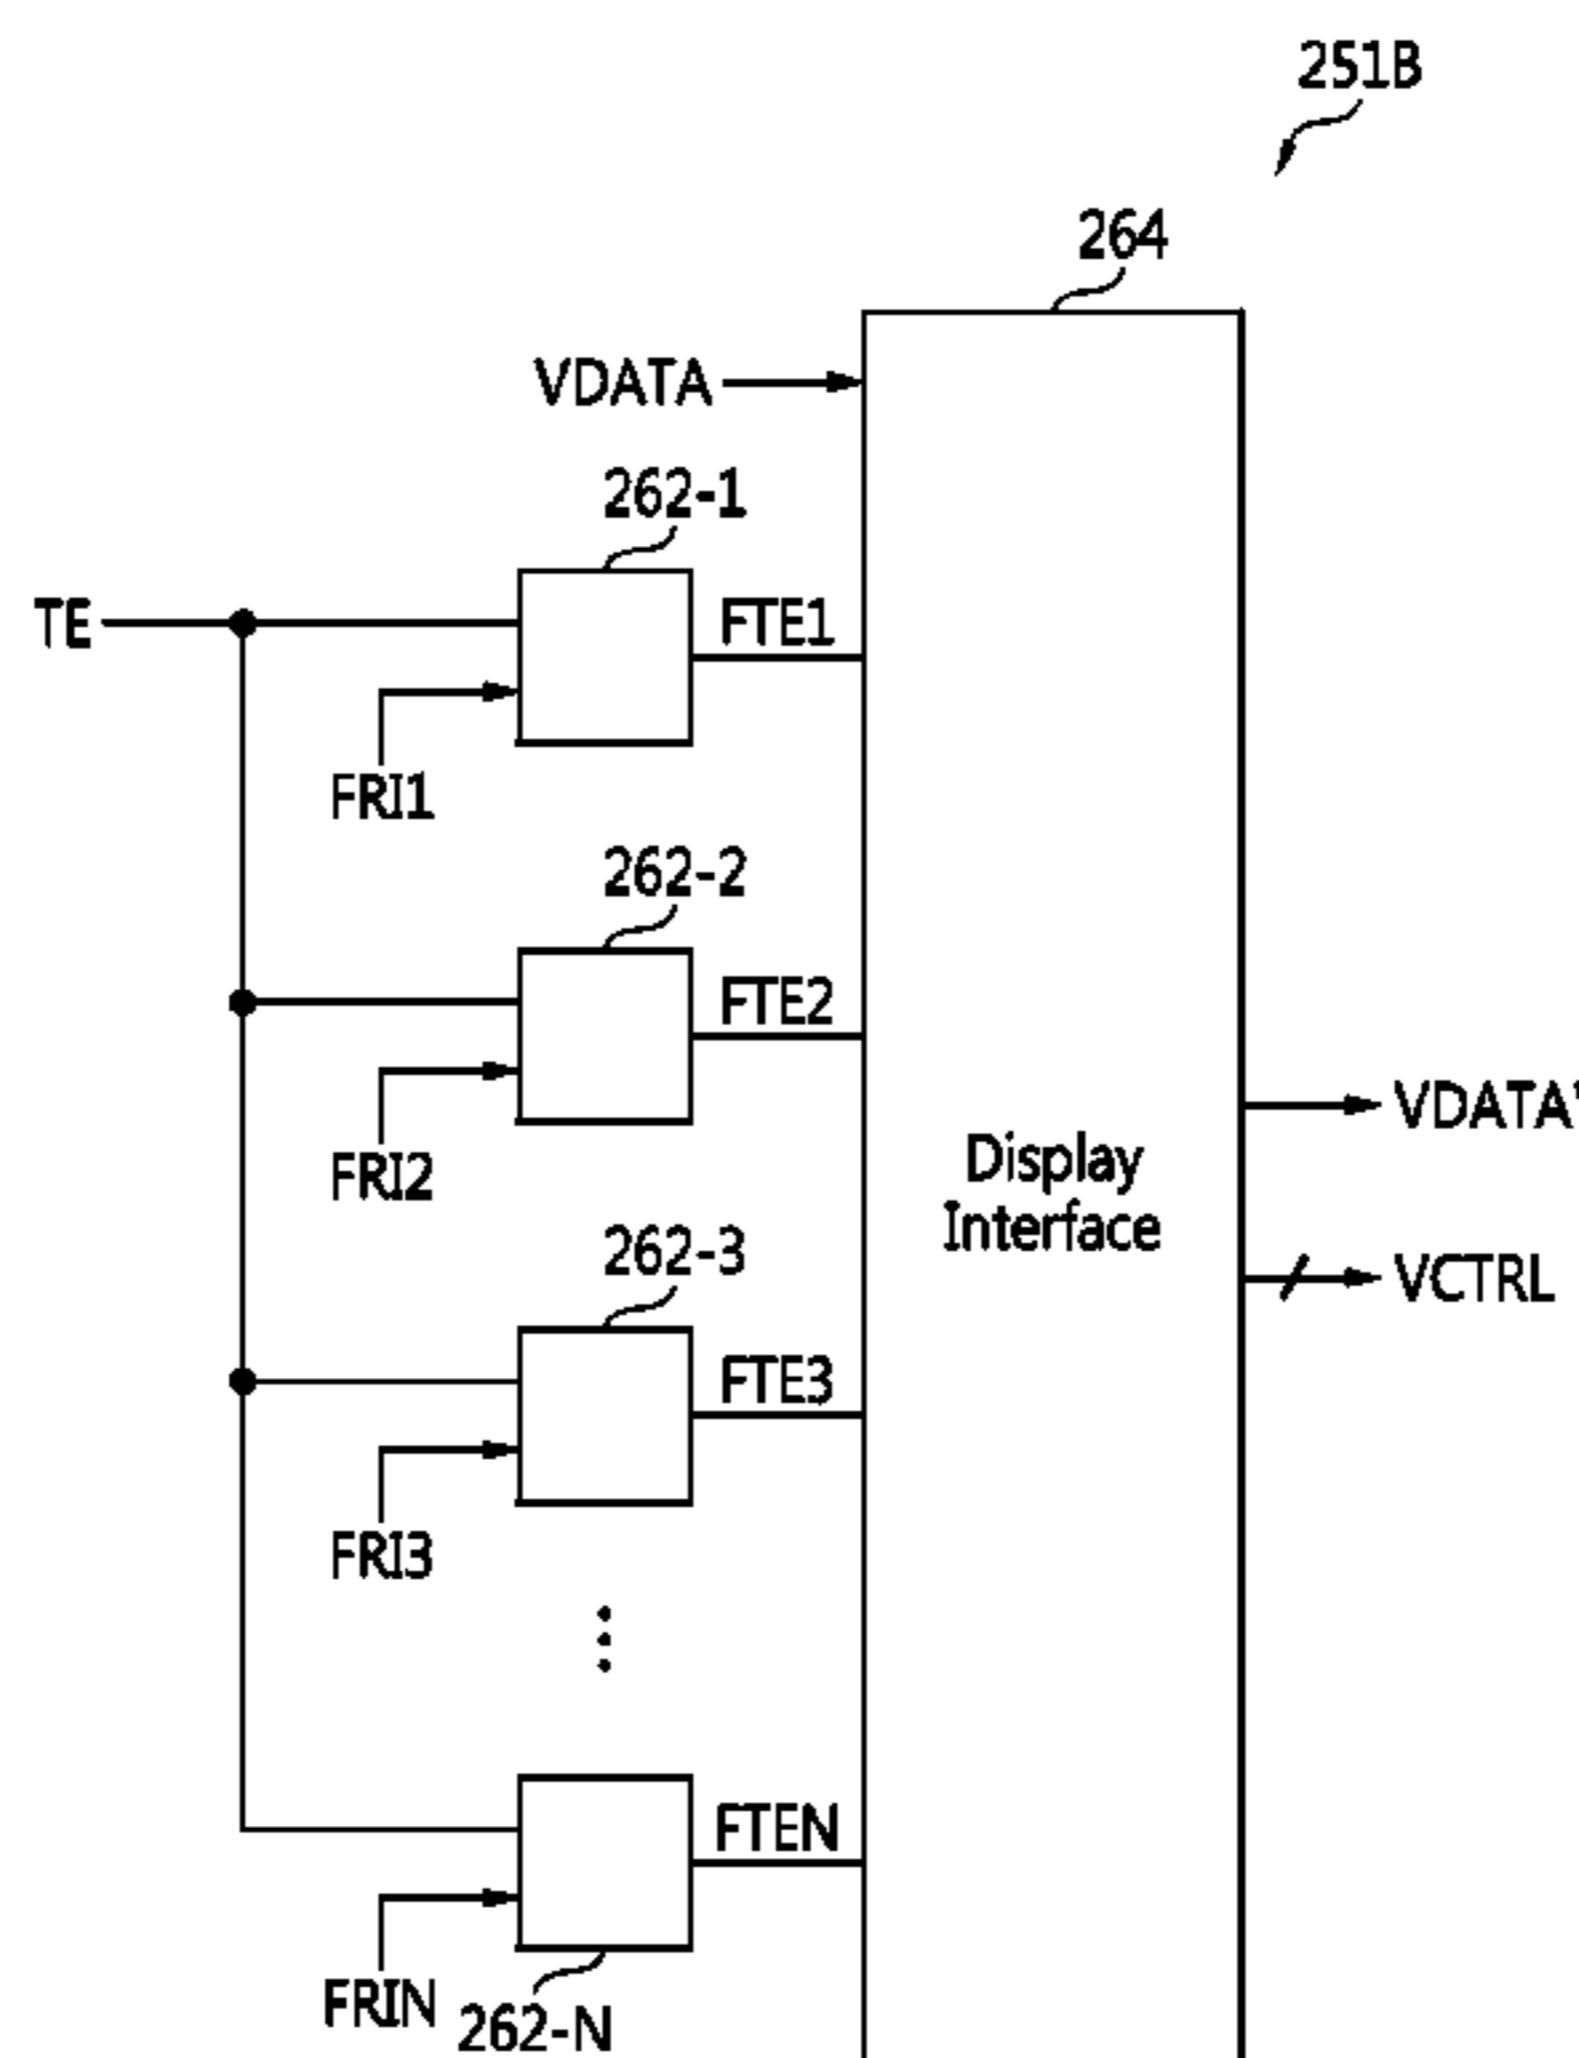 251B
264
VDATA
262-1
TE
FTE1
FRI1
262-2
FTE2
FRI2
VDATA'
Display
Interface
262-3
VCTRL
FTE3
FRI3
FTEN
FRIN
262-N